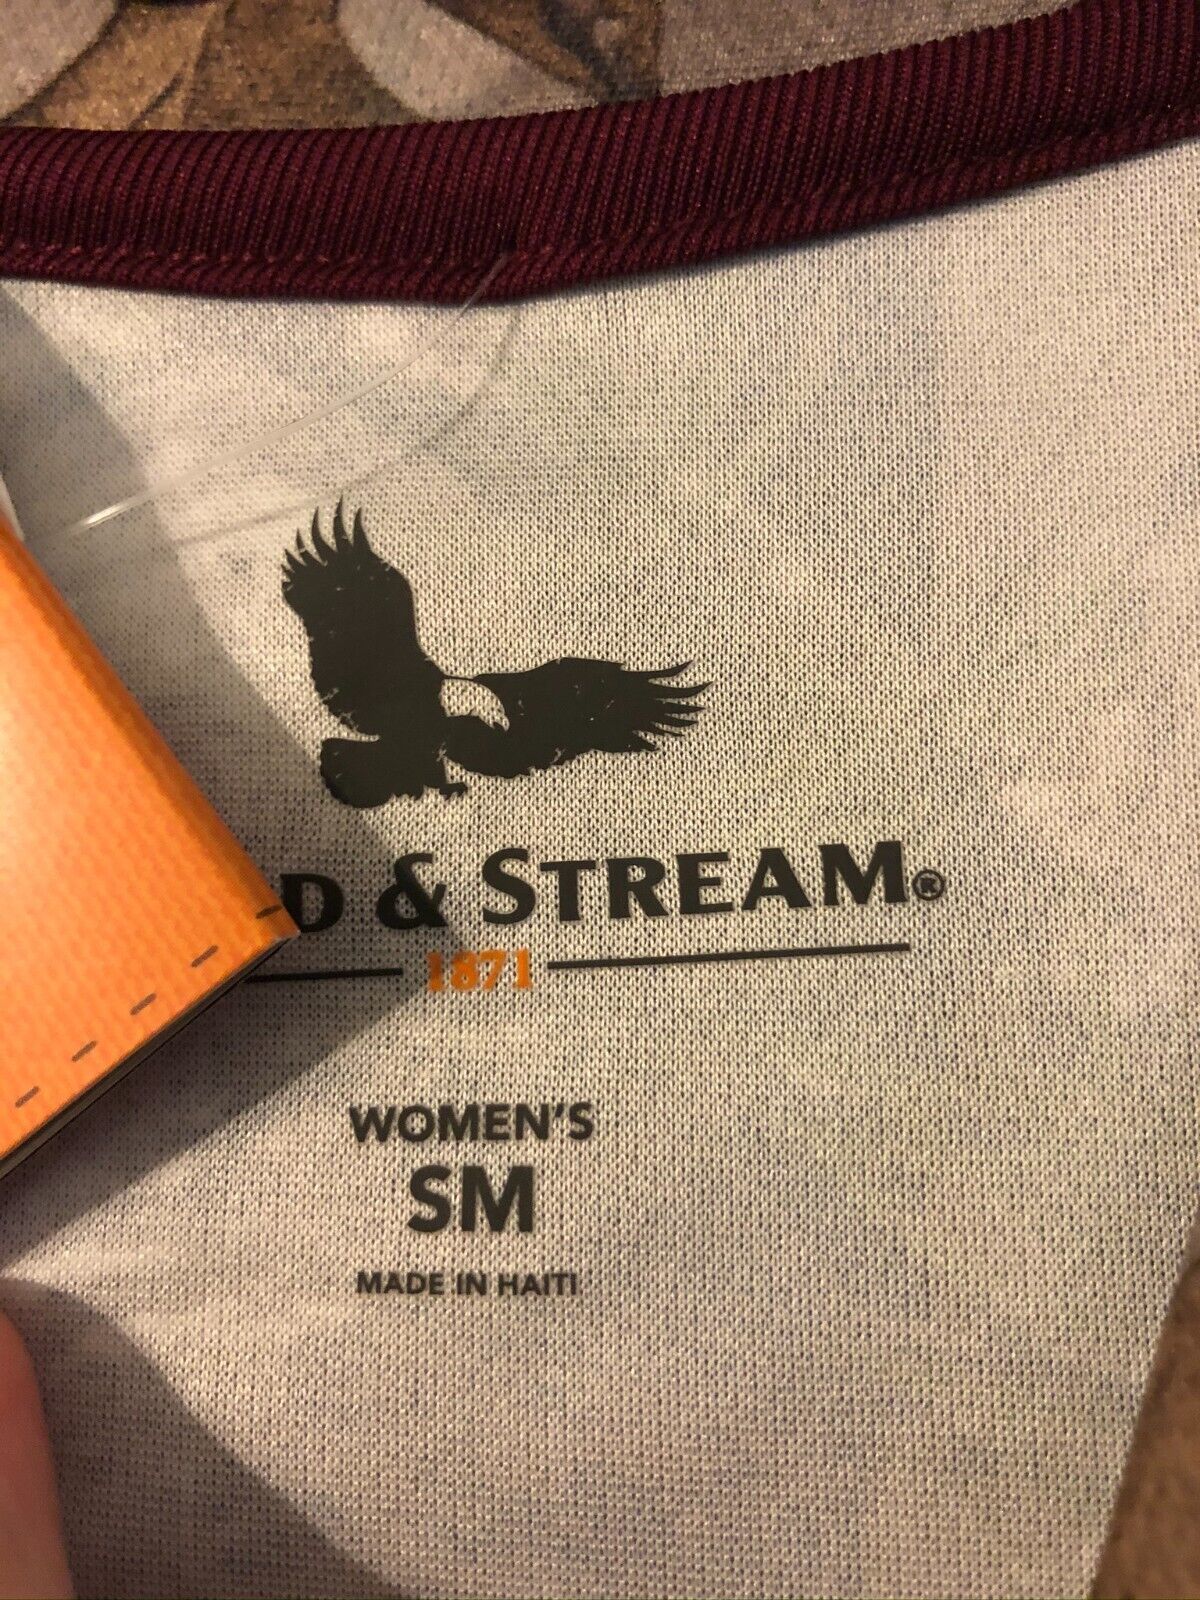 D & STREAM®
1871
WOMEN'S
SM
MADE IN HAITI